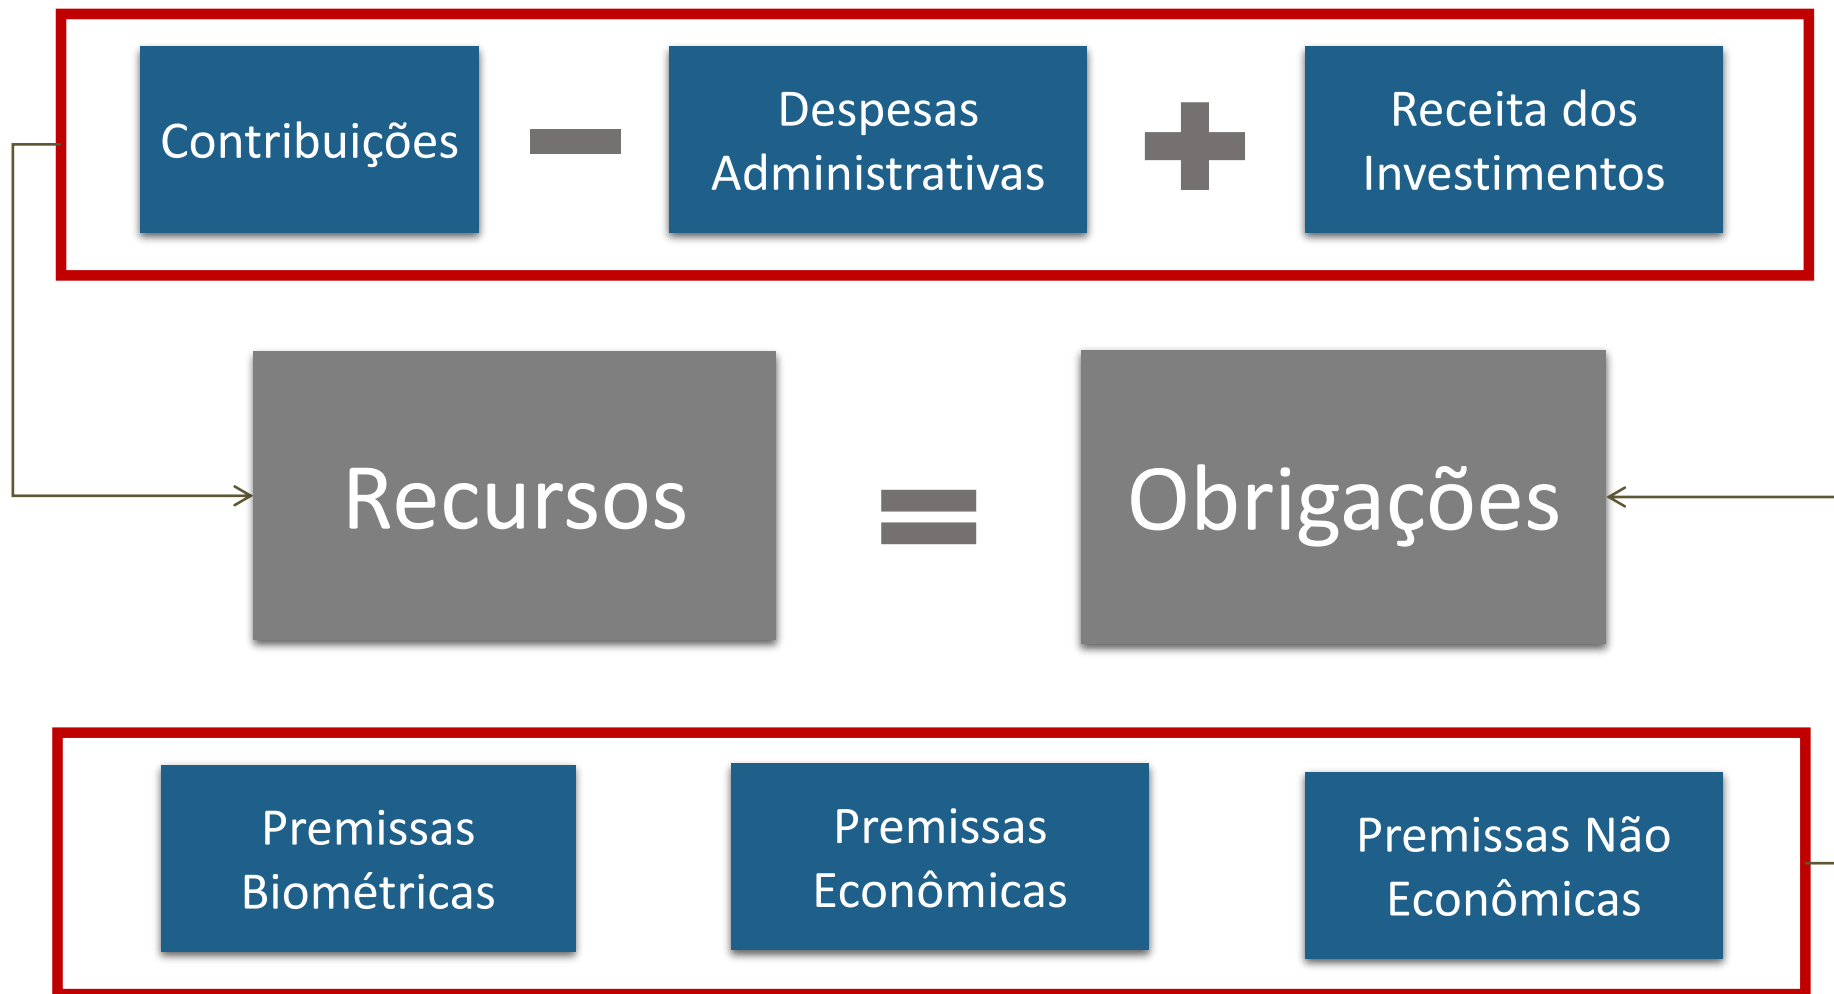 Contribuições
Despesas
Administrativas
Receita dos
Investimentos
Recursos
Obrigações
Premissas
Biométricas
Premissas
Econômicas
Premissas Não
Econômicas